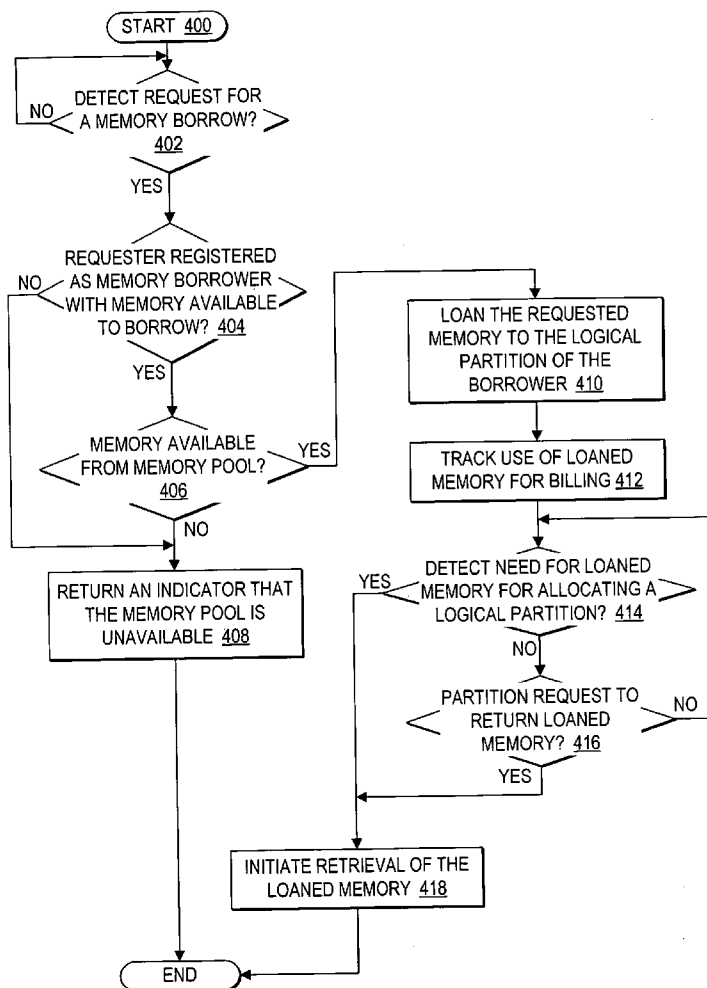 START 400
DETECT REQUEST FOR
A MEMORY BORROW?
402
NO
YES
REQUESTER REGISTERED
AS MEMORY BORROWER
WITH MEMORY AVAILABLE
TO BORROW? 404
NO
YES
MEMORY AVAILABLE
FROM MEMORY POOL?
406
YES
NO
RETURN AN INDICATOR THAT
THE MEMORY POOL IS
UNAVAILABLE 408
LOAN THE REQUESTED
MEMORY TO THE LOGICAL
PARTITION OF THE
BORROWER 410
TRACK USE OF LOANED
MEMORY FOR BILLING 412
DETECT NEED FOR LOANED
MEMORY FOR ALLOCATING A
LOGICAL PARTITION? 414
YES
NO
PARTITION REQUEST TO
RETURN LOANED
MEMORY? 416
NO
YES
INITIATE RETRIEVAL OF THE
LOANED MEMORY 418
END